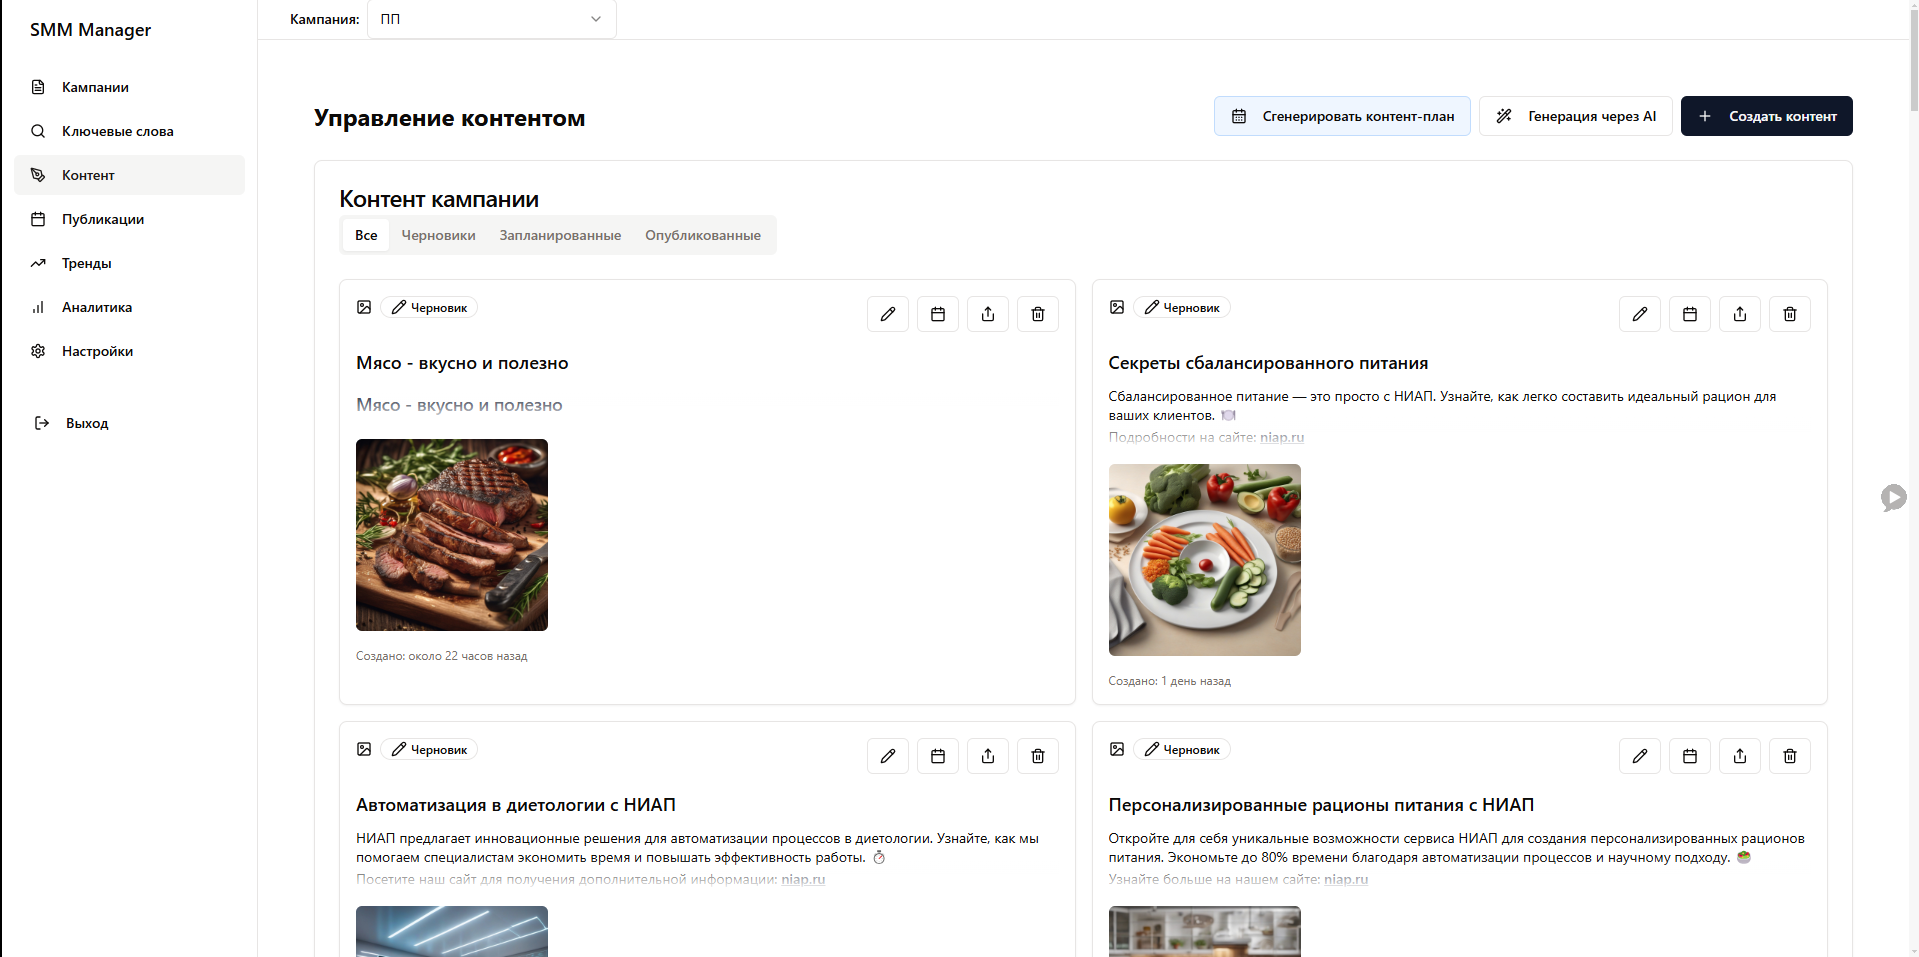 SMM Manager
Кампания: ПП
Кампании
Ключевые слова
Контент
Публикации
Тренды
Аналитика
Настройки
Выход
Управление контентом
Сгенерировать контент-план
Генерация через AI
Создать контент
Контент кампании
Все Черновики Запланированные Опубликованные
Черновик
Мясо - вкусно и полезно
Мясо - вкусно и полезно
Создано: около 22 часов назад
Черновик
Секреты сбалансированного питания
Сбалансированное питание — это просто с НИАП. Узнайте, как легко составить идеальный рацион для
ваших клиентов. 🍽️
Подробности на сайте: niap.ru
Создано: 1 день назад
Черновик
Автоматизация в диетологии с НИАП
НИАП предлагает инновационные решения для автоматизации процессов в диетологии. Узнайте, как мы
помогаем специалистам экономить время и повышать эффективность работы. ⏱️
Посетите наш сайт для получения дополнительной информации: niap.ru
Черновик
Персонализированные рационы питания с НИАП
Откройте для себя уникальные возможности сервиса НИАП для создания персонализированных рационов
питания. Экономьте до 80% времени благодаря автоматизации процессов и научному подходу. 🥗
Узнайте больше на нашем сайте: niap.ru